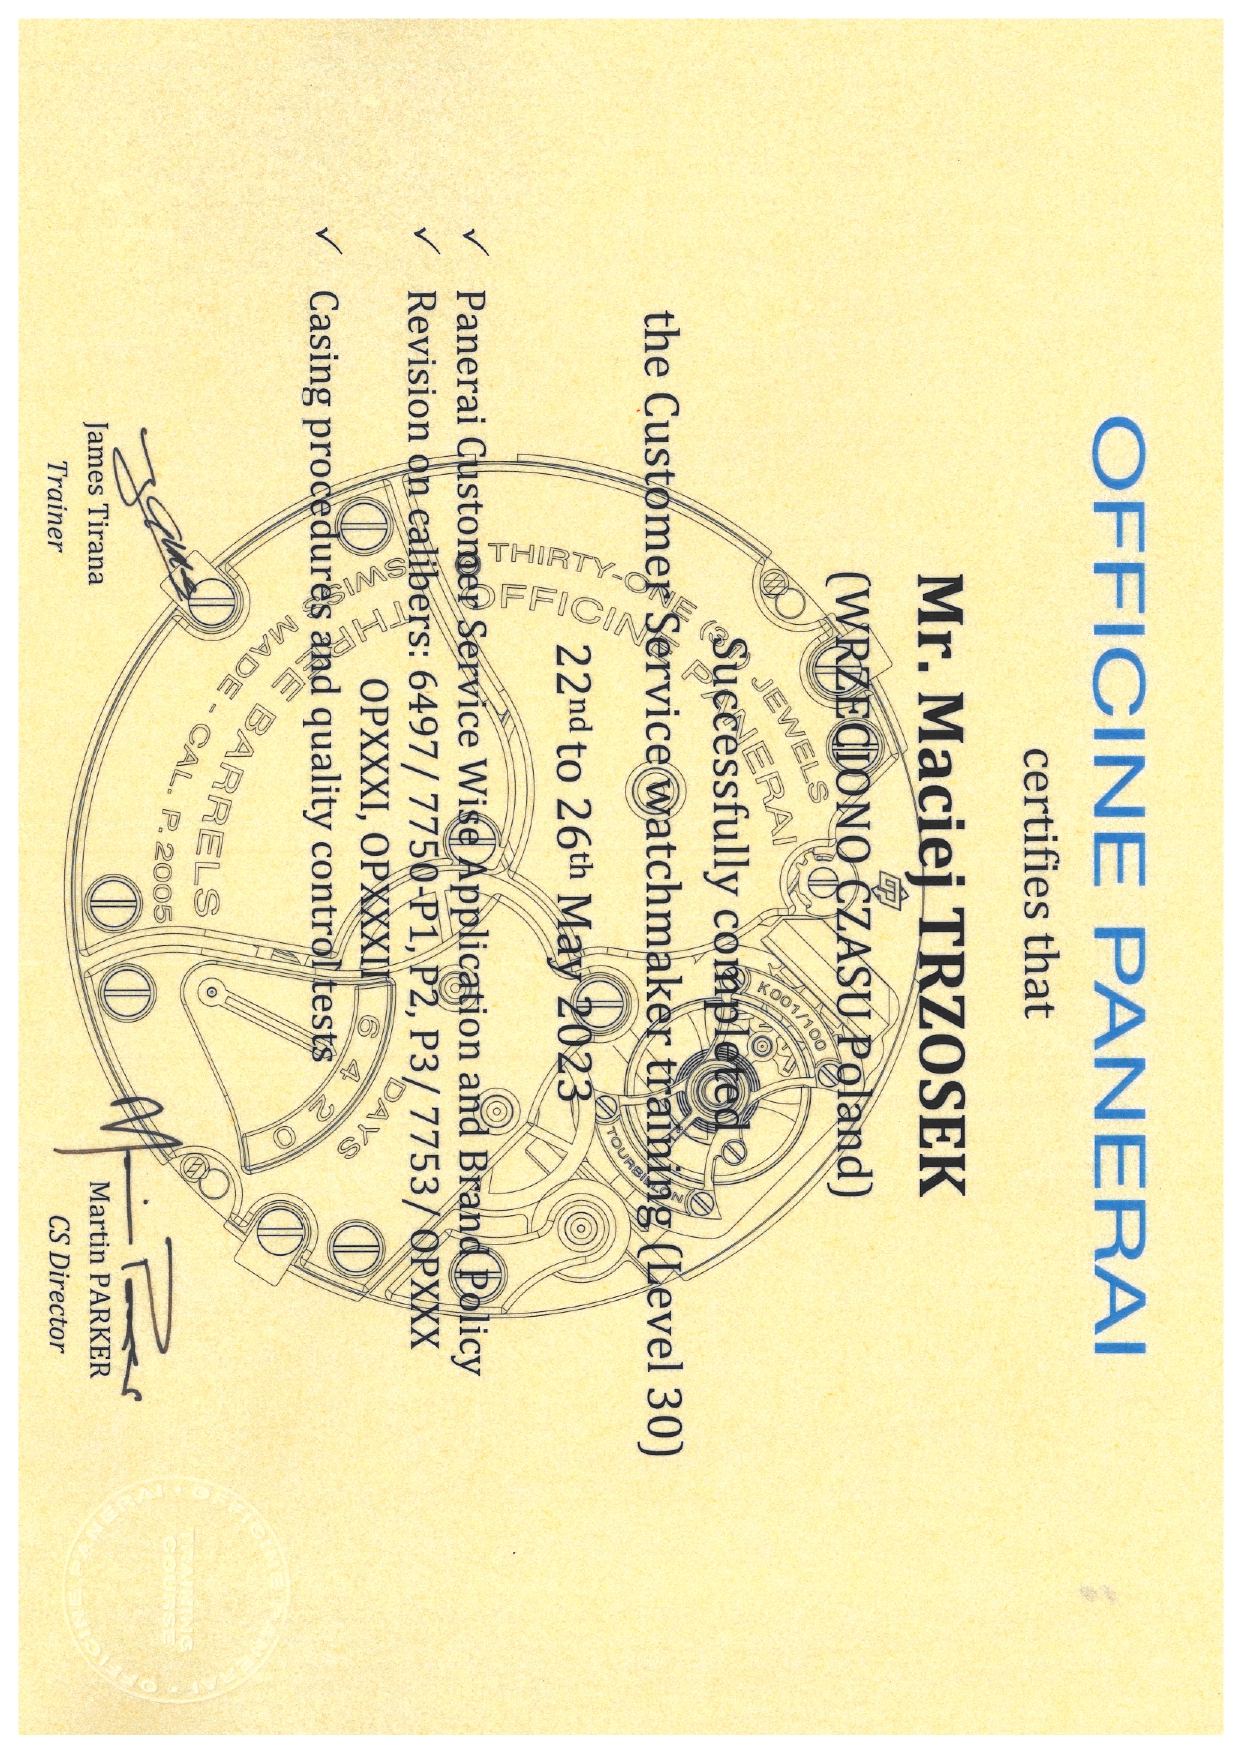 OFFICINE PANERAI
certifies that
Mr. Maciej TRZOSEK
(WRZECIONO CZASU Poland)
Successfully completed
the Customer Service watchmaker training (Level 30)
22nd to 26th May 2023
✓ Panerai Customer Service Wise Application and Brand Policy
✓ Revision on calibers: 6497/ 7750-P1, P2, P3/ 7753/ OPXXX
OPXXXI, OPXXXII
✓ Casing procedures and quality control tests
THIRTY-ONE (31) JEWELS
OFFICINE PANERAI
K001/100
TOURBILLON
DAYS
6 4 2 0
THREE BARRELS
SWISS MADE - CAL. P.2005
James Tirana
Trainer
Martin PARKER
CS Director
OFFICINE PANERAI - OFFICINE PANERAI
TRAINING
COURSE